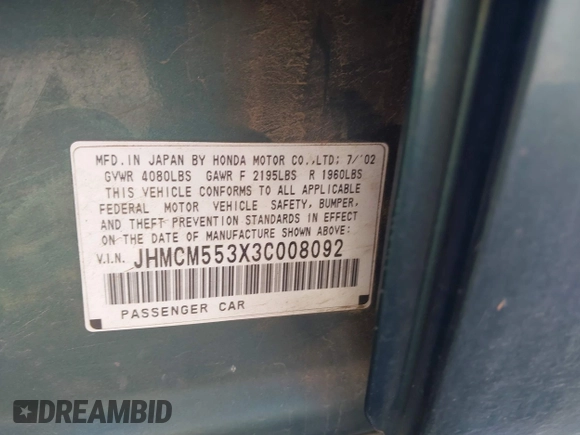 MFD. IN JAPAN BY HONDA MOTOR CO.,LTD: 7/'02
GVWR 4080LBS GAWR F 2195LBS R 1960LBS
THIS VEHICLE CONFORMS TO ALL APPLICABLE
FEDERAL MOTOR VEHICLE SAFETY, BUMPER,
AND THEFT PREVENTION STANDARDS IN EFFECT
ON THE DATE OF MANUFACTURE SHOWN ABOVE:
V.I.N. JHMCM553X3C008092
PASSENGER CAR
DREAMBID